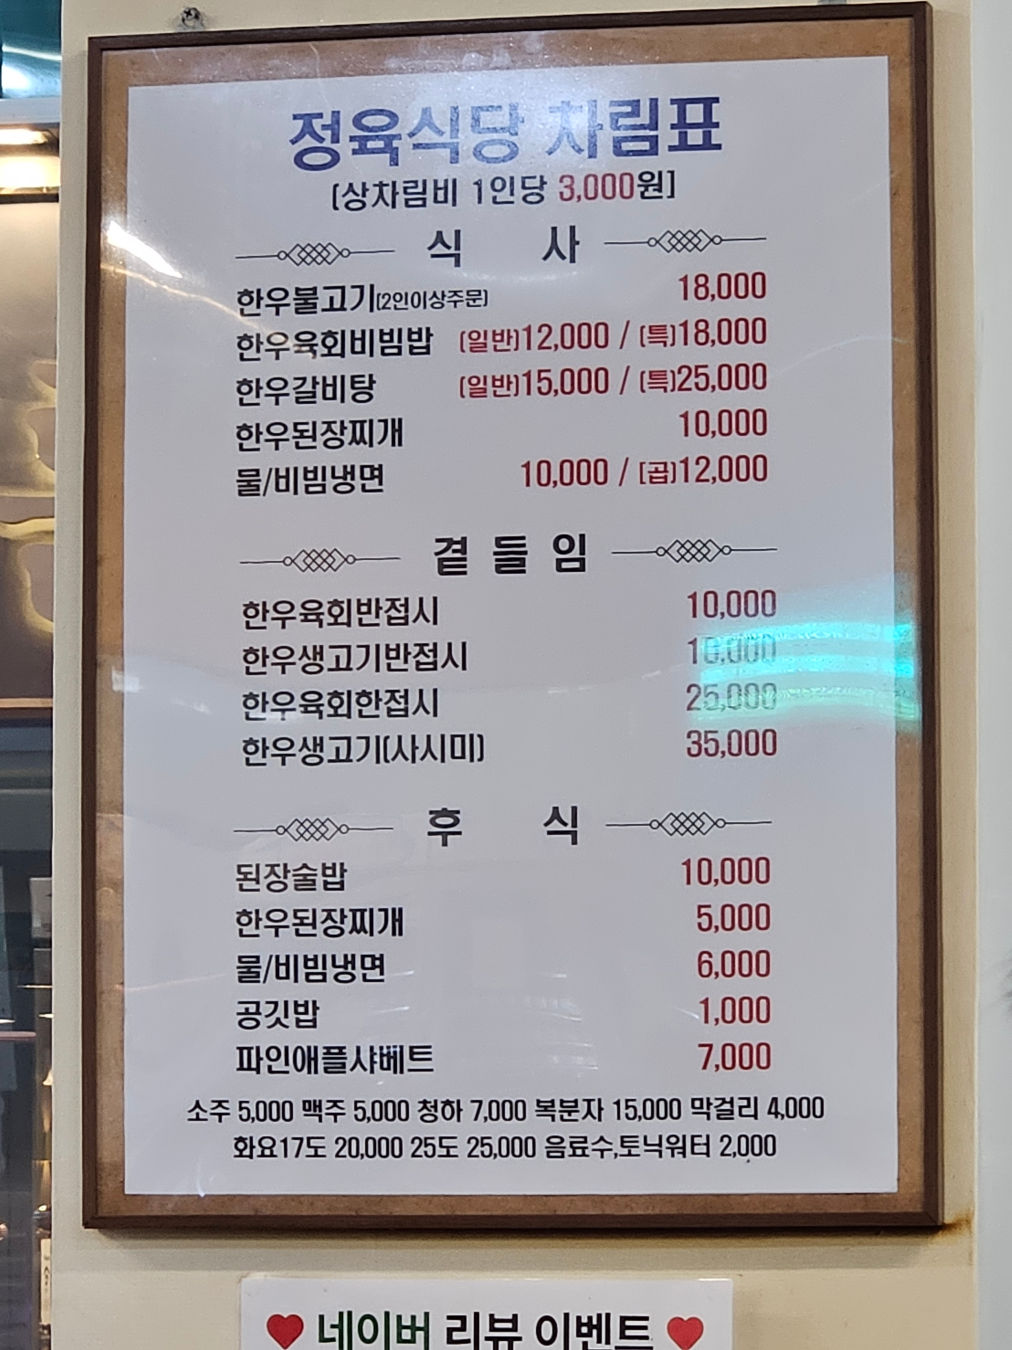 정육식당 차림표
[상차림비 1인당 3,000원]
식 사
한우불고기(2인이상주문) 18,000
한우육회비빔밥 (일반)12,000 / (특)18,000
한우갈비탕 (일반)15,000 / (특)25,000
한우된장찌개 10,000
물/비빔냉면 10,000 / (곱)12,000
곁 들 임
한우육회반접시 10,000
한우생고기반접시
한우육회한접시 25,000
한우생고기(사시미) 35,000
후 식
된장술밥 10,000
한우된장찌개 5,000
물/비빔냉면 6,000
공깃밥 1,000
파인애플샤베트 7,000
소주 5,000 맥주 5,000 청하 7,000 복분자 15,000 막걸리 4,000
화요17도 20,000 25도 25,000 음료수,토닉워터 2,000
♥ 네이버 리뷰 이벤트 ♥